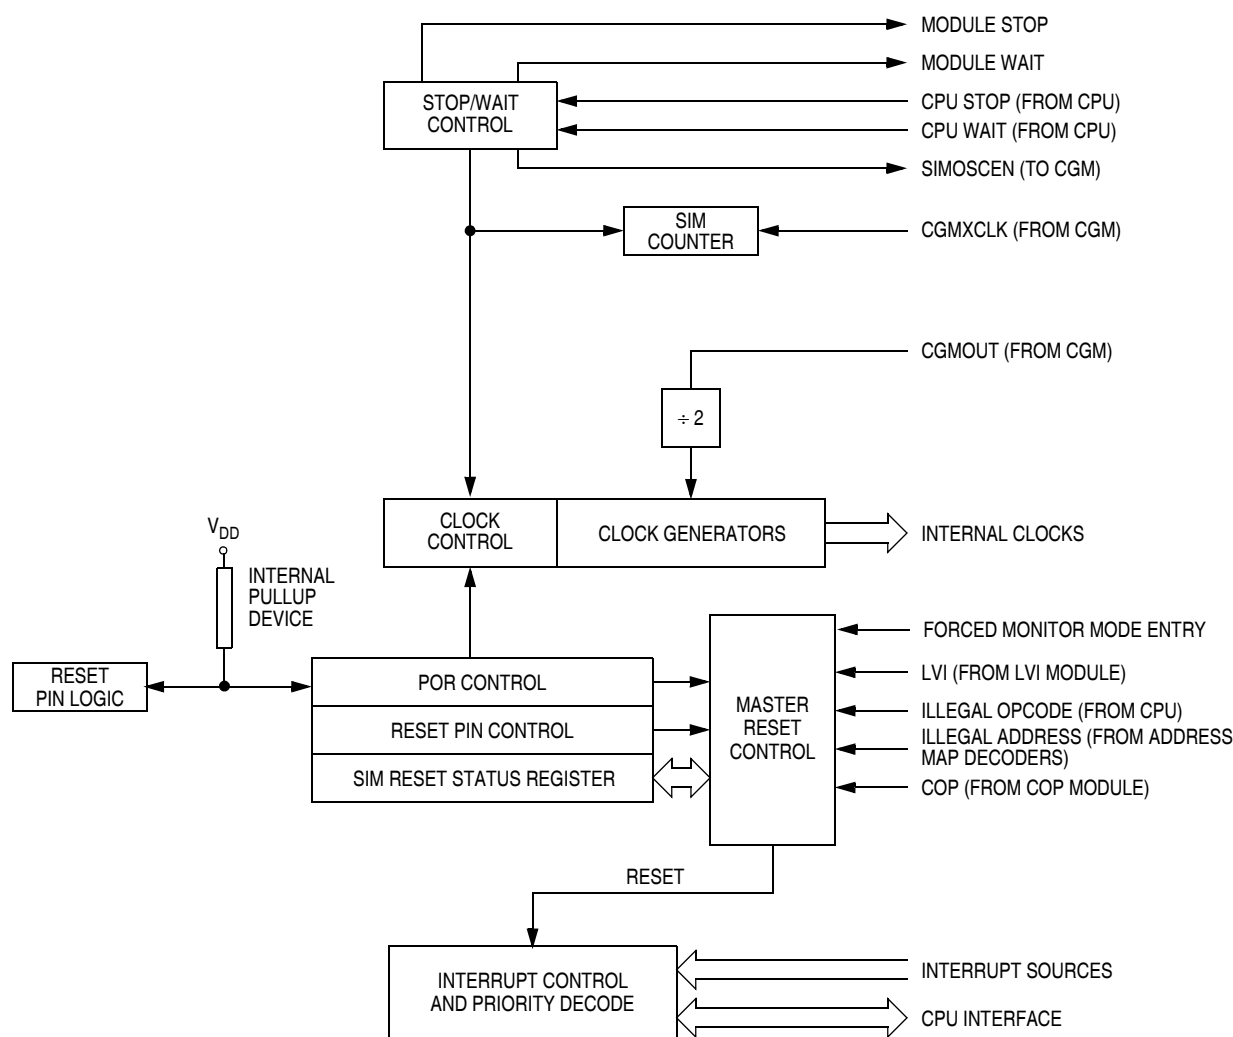 MODULE STOP
MODULE WAIT
STOP/WAIT
CONTROL
CPU STOP (FROM CPU)
CPU WAIT (FROM CPU)
SIMOSCEN (TO CGM)
SIM
COUNTER
CGMXCLK (FROM CGM)
CGMOUT (FROM CGM)
÷ 2
CLOCK
CONTROL
CLOCK GENERATORS
INTERNAL CLOCKS
VDD
INTERNAL
PULLUP
DEVICE
RESET
PIN LOGIC
POR CONTROL
RESET PIN CONTROL
SIM RESET STATUS REGISTER
MASTER
RESET
CONTROL
FORCED MONITOR MODE ENTRY
LVI (FROM LVI MODULE)
ILLEGAL OPCODE (FROM CPU)
ILLEGAL ADDRESS (FROM ADDRESS
MAP DECODERS)
COP (FROM COP MODULE)
RESET
INTERRUPT CONTROL
AND PRIORITY DECODE
INTERRUPT SOURCES
CPU INTERFACE